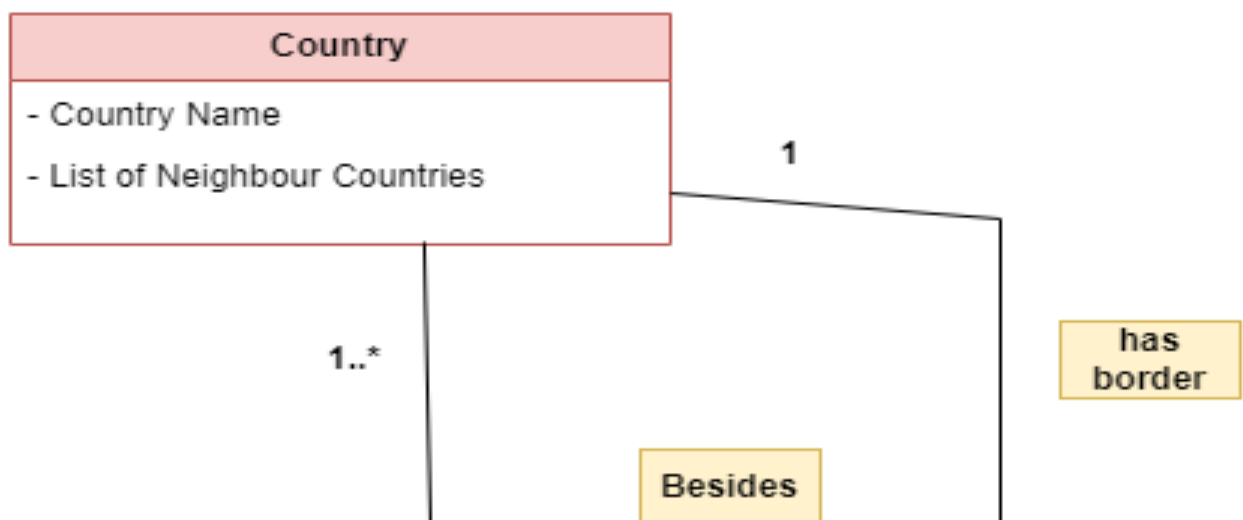 Country
- Country Name
- List of Neighbour Countries
1
1..*
has
border
Besides